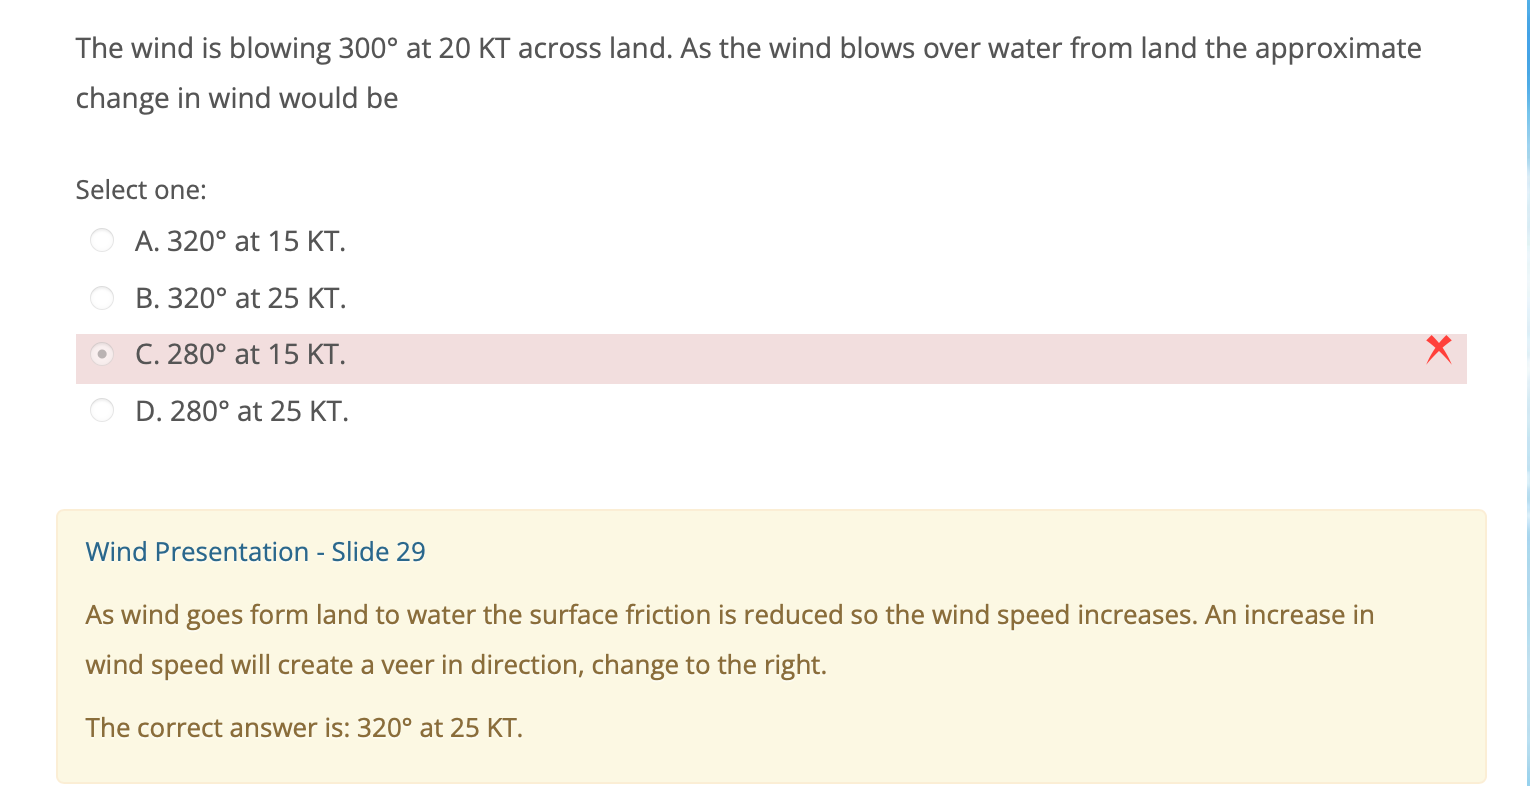 The wind is blowing 300° at 20 KT across land. As the wind blows over water from land the approximate
change in wind would be
Select one:
A. 320° at 15 KT.
B. 320° at 25 KT.
C. 280° at 15 KT.
D. 280° at 25 KT.
Wind Presentation - Slide 29
As wind goes form land to water the surface friction is reduced so the wind speed increases. An increase in
wind speed will create a veer in direction, change to the right.
The correct answer is: 320° at 25 KT.